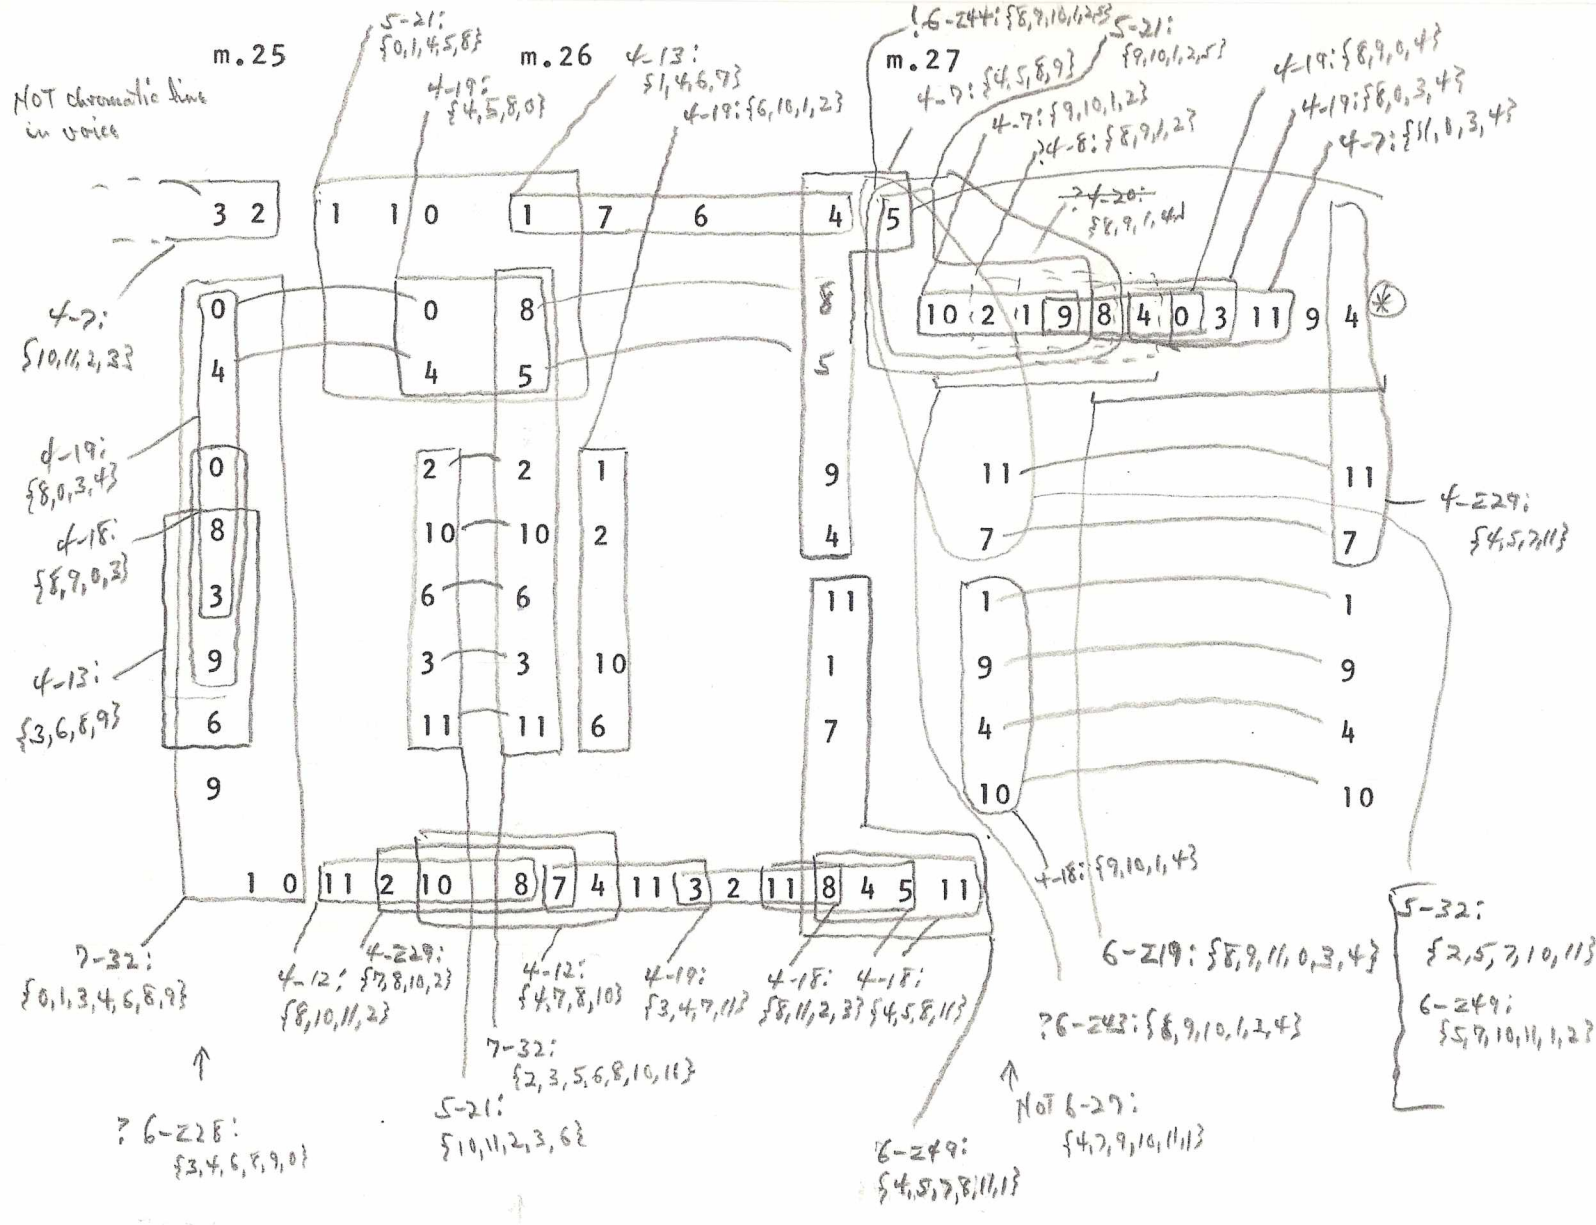 5-21:
{0,1,4,5,8}
!6-Z44:{8,9,10,1,2,5}
5-21:
{9,10,1,2,5}
m.25
m.26
m.27
4-13:
{1,4,6,7}
4-19:
{4,5,8,0}
4-19:{6,10,1,2}
4-7:{4,5,8,9}
4-7:{9,10,1,2}
?4-8:{8,9,1,2}
4-19:{8,9,0,4}
4-19:{8,0,3,4}
4-7:{11,0,3,4}
NOT chromatic line
in voice
?4-20:
{8,9,1,4}
3 2 1 1 0 1 7 6 4 5
0 0 8 8 10 2 1 9 8 4 0 3 11 9 4 *
4-7:
{10,11,2,3}
4 4 5 5
4-19:
{8,0,3,4}
0 2 2 1 9 11 11
4-Z29:
{4,5,7,11}
4-18:
{8,9,0,3}
8 10 10 2 4 7 7
3 6 6 11 1 1
4-13:
{3,6,8,9}
9 3 3 10 1 9 9
6 11 11 6 7 4 4
9 10 10
1 0 11 2 10 8 7 4 11 3 2 11 8 4 5 11
4-18:{9,10,1,4}
7-32:
{0,1,3,4,6,8,9}
4-12:
{8,10,11,2}
4-Z29:
{7,8,10,2}
4-12:
{4,7,8,10}
4-19:
{3,4,7,11}
4-18:
{8,11,2,3}
4-18:
{4,5,8,11}
6-Z19:{8,9,11,0,3,4}
5-32:
{2,5,7,10,11}
6-Z49:
{5,7,10,11,1,2}
?6-Z43:{8,9,10,1,2,4}
7-32:
{2,3,5,6,8,10,11}
5-21:
{10,11,2,3,6}
↑
? 6-Z28:
{3,4,6,8,9,0}
↑
NOT 6-27:
{4,7,9,10,11,1}
6-Z49:
{4,5,7,8,11,1}